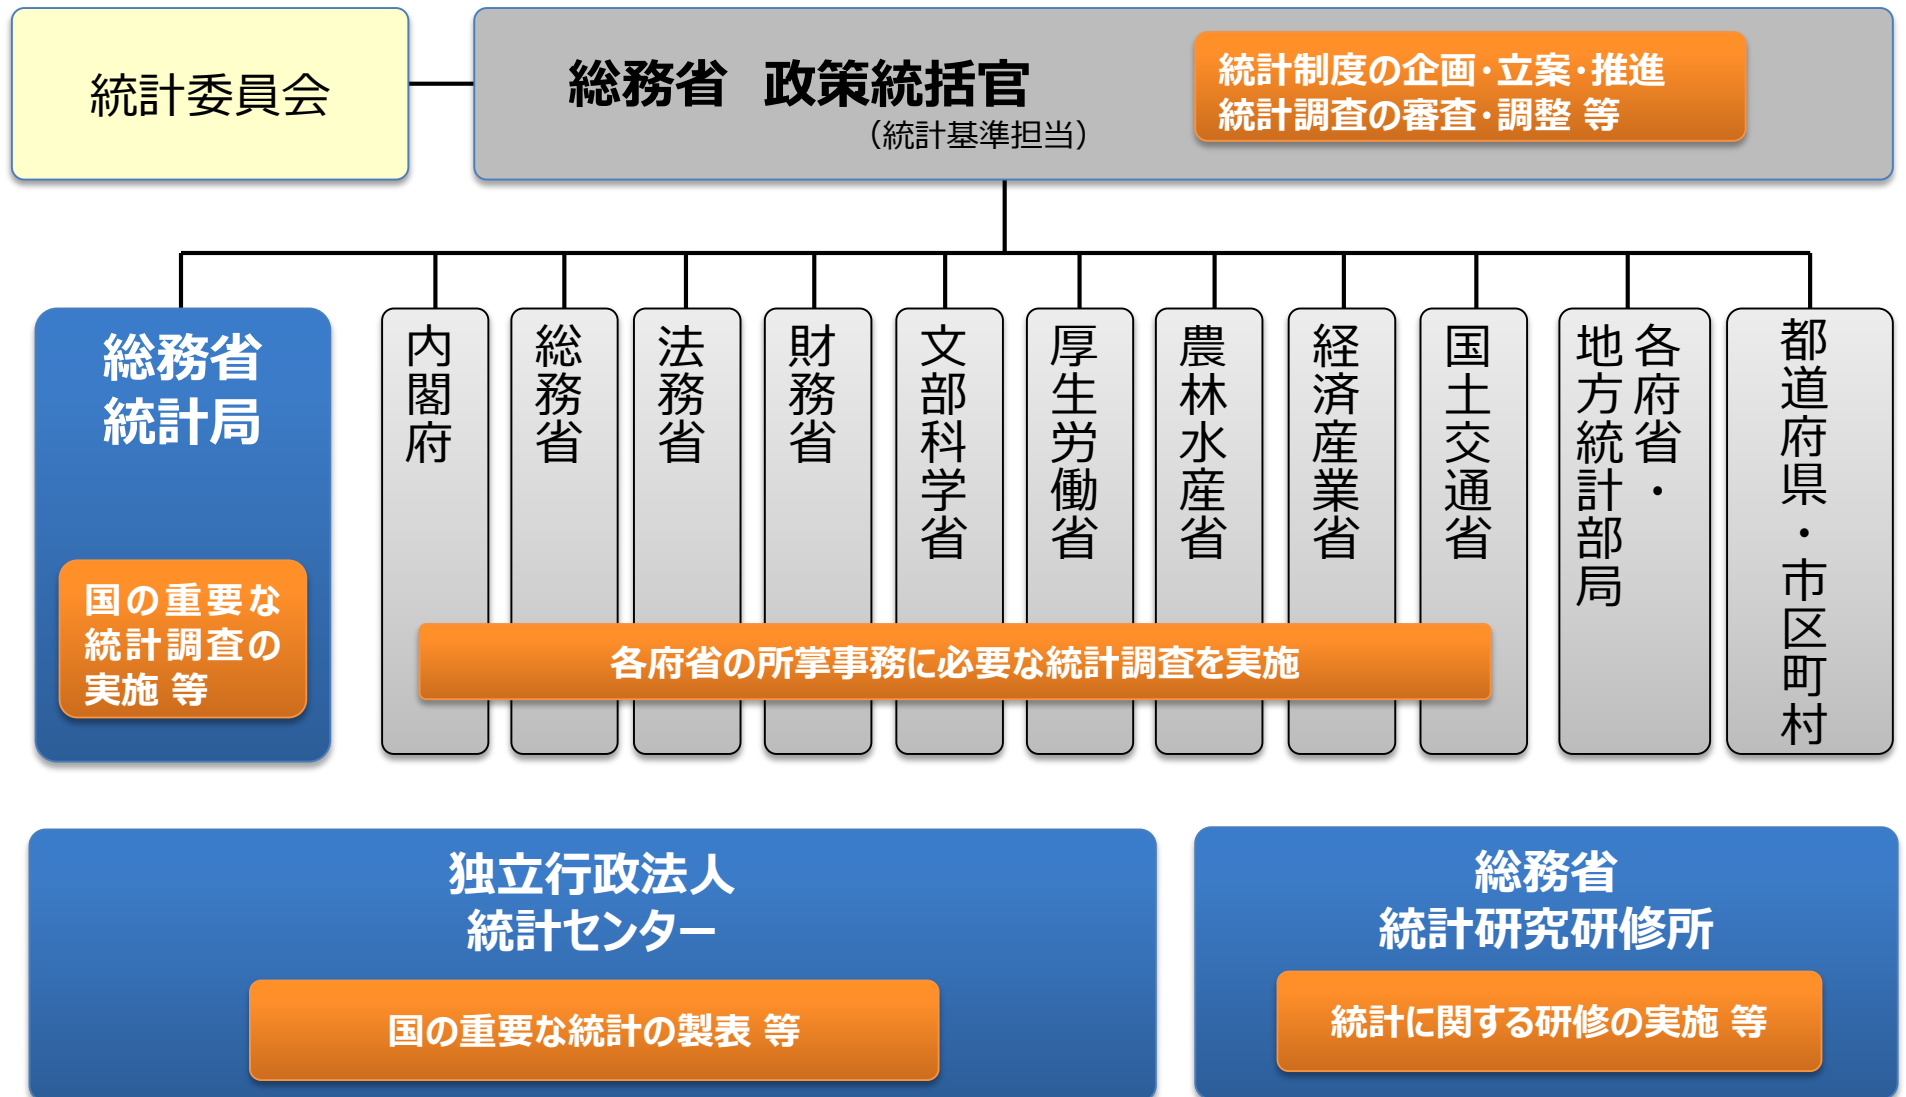 統計委員会
総務省 政策統括官
（統計基準担当）
統計制度の企画･立案･推進
統計調査の審査･調整 等
総務省
統計局
国の重要な
統計調査の
実施 等
内閣府
総務省
法務省
財務省
文部科学省
厚生労働省
農林水産省
経済産業省
国土交通省
各府省・
地方統計部局
都道府県・市区町村
各府省の所掌事務に必要な統計調査を実施
独立行政法人
統計センター
国の重要な統計の製表 等
総務省
統計研究研修所
統計に関する研修の実施 等